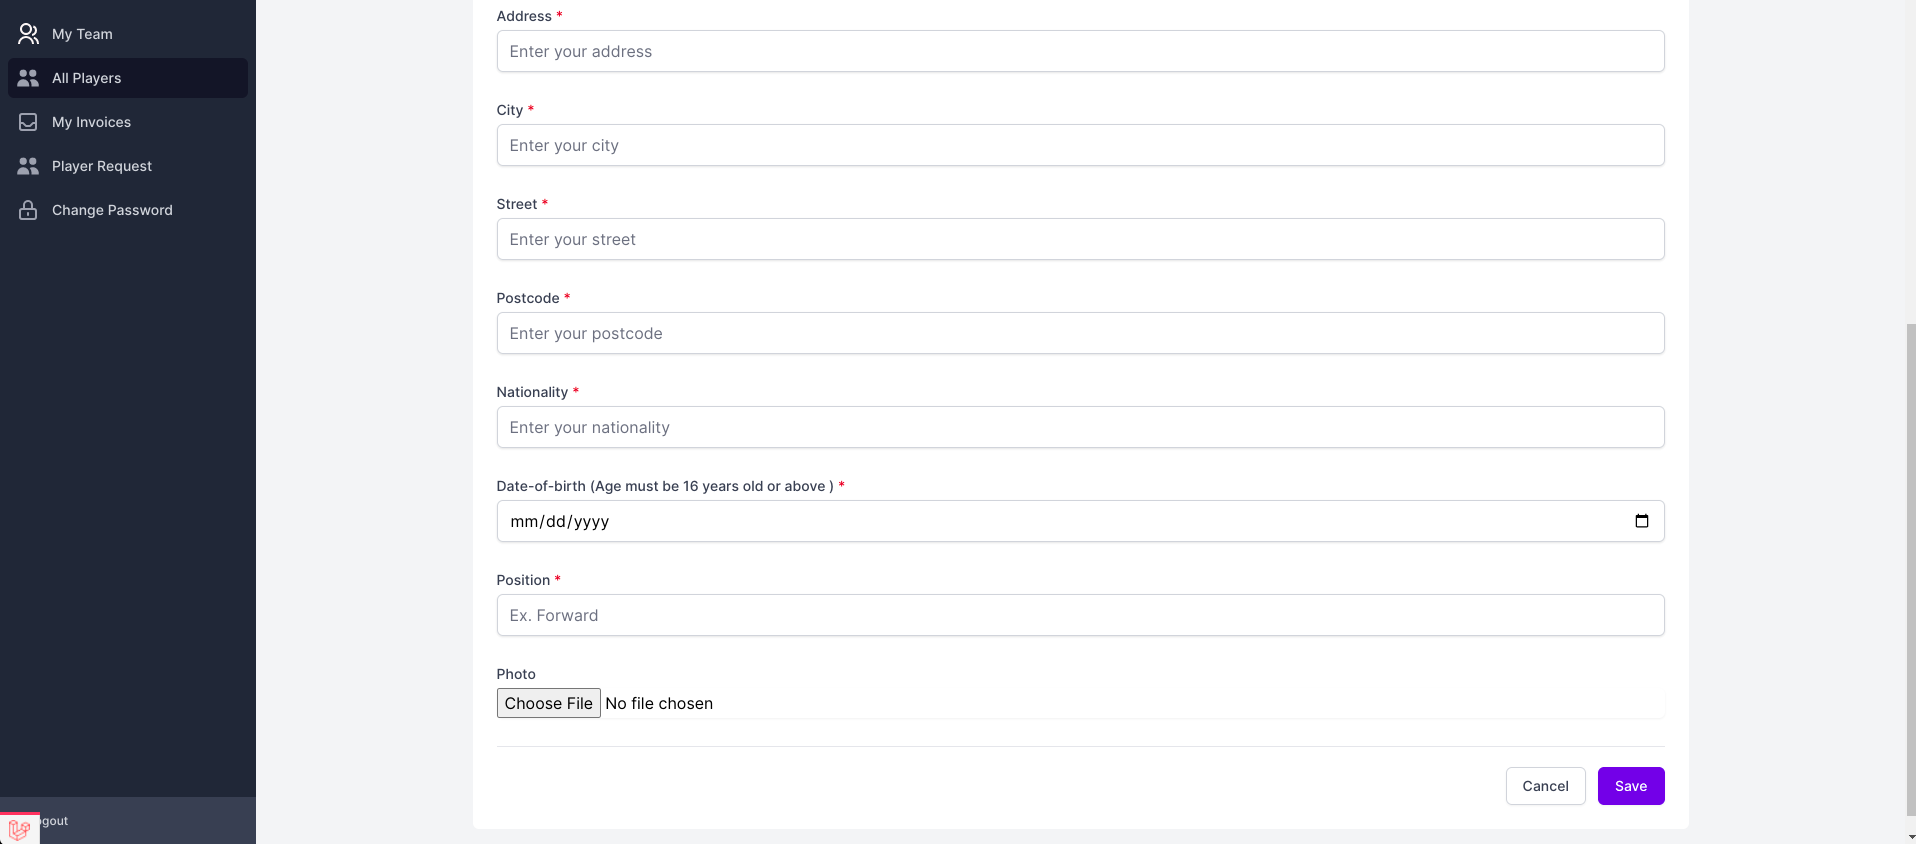 My Team
All Players
My Invoices
Player Request
Change Password
ogout
Address *
Enter your address
City *
Enter your city
Street *
Enter your street
Postcode *
Enter your postcode
Nationality *
Enter your nationality
Date-of-birth (Age must be 16 years old or above ) *
mm/dd/yyyy
Position *
Ex. Forward
Photo
Choose File No file chosen
Cancel Save